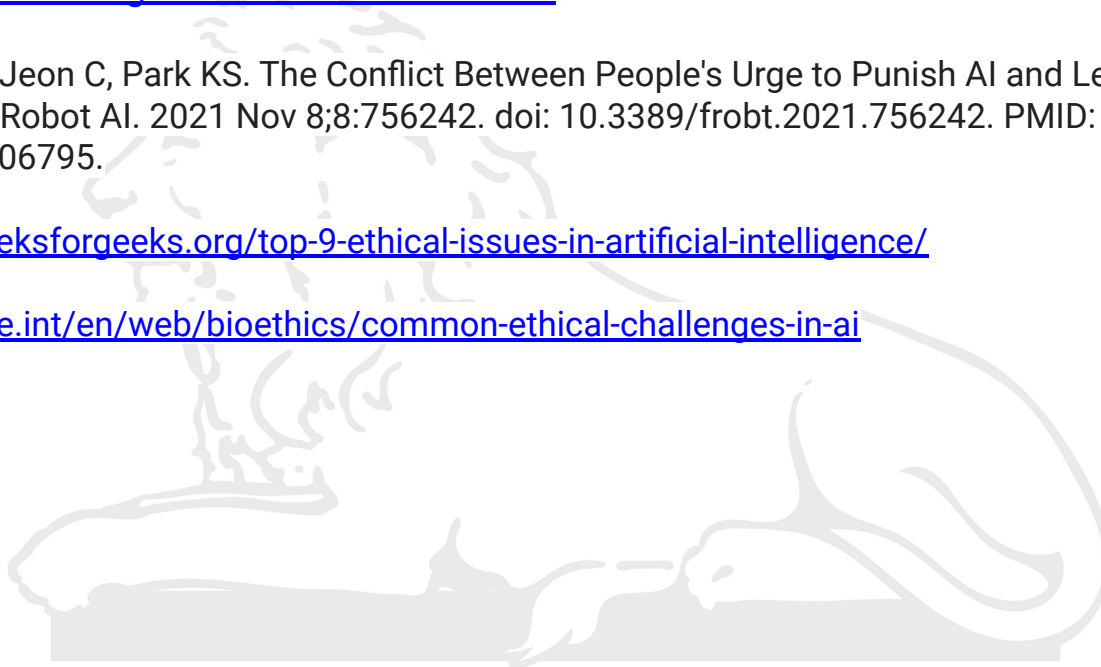 Jeon C, Park KS. The Conflict Between People's Urge to Punish AI and
Robot AI. 2021 Nov 8;8:756242. doi: 10.3389/frobt.2021.756242. PMID:
06795.
eksforgeeks.org/top-9-ethical-issues-in-artificial-intelligence/
e.int/en/web/bioethics/common-ethical-challenges-in-ai